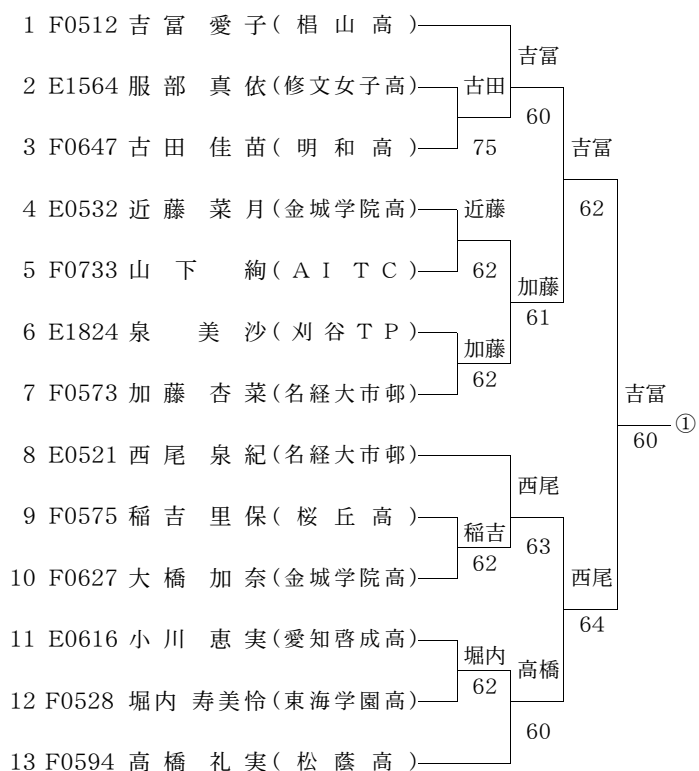 1 F0512 吉冨 愛子(椙山高)
吉冨
2 E1564 服部 真依(修文女子高)
古田
60
3 F0647 古田 佳苗(明和高)
75
吉冨
4 E0532 近藤 菜月(金城学院高)
近藤
62
5 F0733 山下 絢(AITC)
62
加藤
6 E1824 泉 美沙(刈谷TP)
61
加藤
7 F0573 加藤 杏菜(名経大市邨)
62
吉冨
①
60
8 E0521 西尾 泉紀(名経大市邨)
西尾
9 F0575 稲吉 里保(桜丘高)
稲吉
63
10 F0627 大橋 加奈(金城学院高)
62
西尾
64
11 E0616 小川 恵実(愛知啓成高)
堀内
高橋
12 F0528 堀内 寿美怜(東海学園高)
62
60
13 F0594 高橋 礼実(松蔭高)